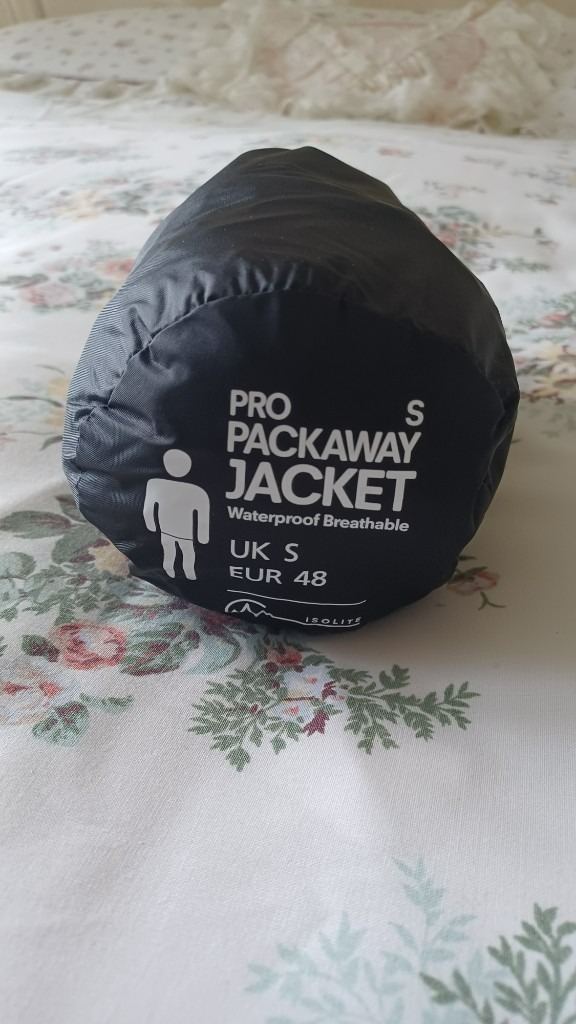 PRO S
PACKAWAY
JACKET
Waterproof Breathable
UK S
EUR 48
ISOLITE